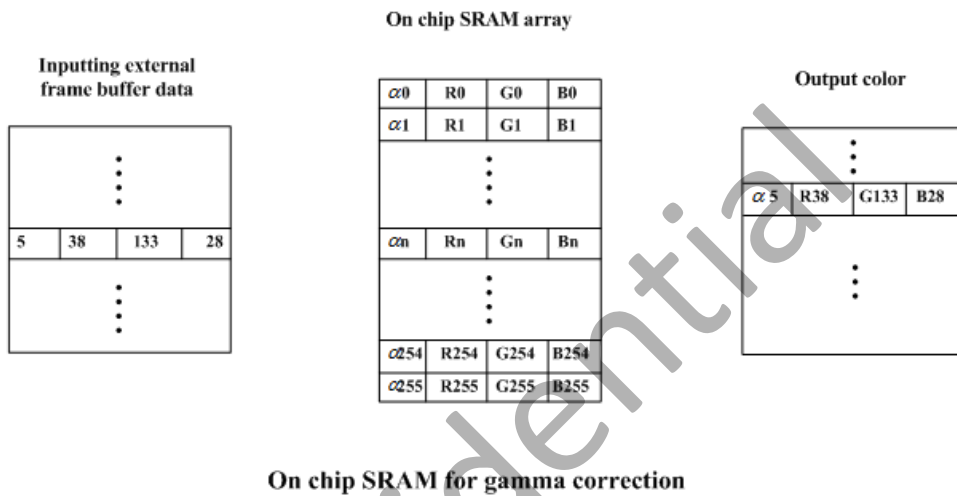 On chip SRAM array
Inputting external
frame buffer data
Output color
α0 R0 G0 B0
α1 R1 G1 B1
αn Rn Gn Bn
α254 R254 G254 B254
α255 R255 G255 B255
5 38 133 28
α5 R38 G133 B28
On chip SRAM for gamma correction
idential